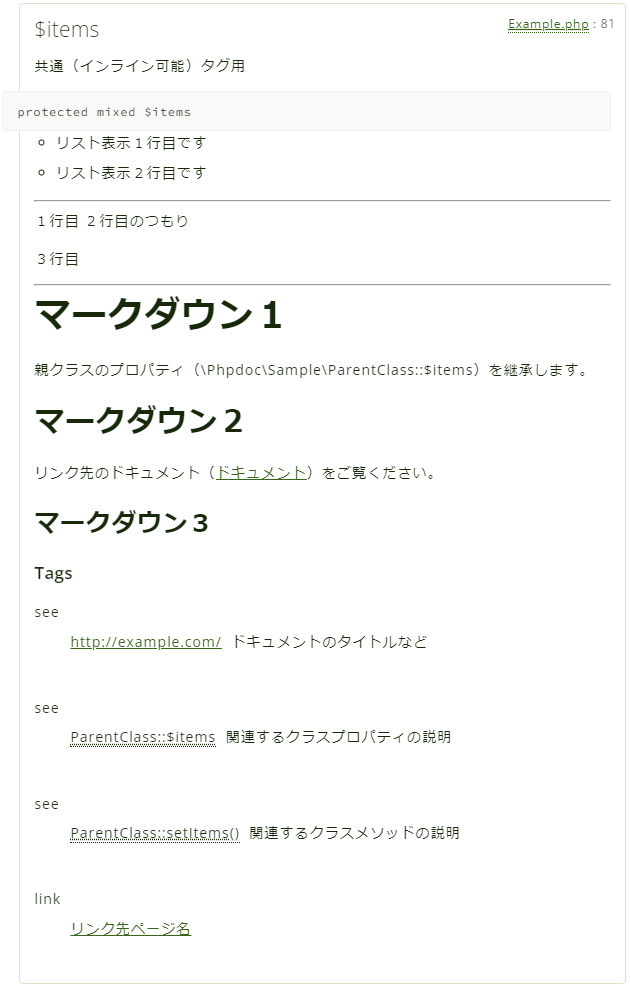 $items
Example.php : 81
共通（インライン可能）タグ用
protected mixed $items
リスト表示１行目です
リスト表示２行目です
１行目 ２行目のつもり
３行目
マークダウン１
親クラスのプロパティ（\Phpdoc\Sample\ParentClass::$items）を継承します。
マークダウン２
リンク先のドキュメント（ドキュメント）をご覧ください。
マークダウン３
Tags
see
http://example.com/ ドキュメントのタイトルなど
see
ParentClass::$items 関連するクラスプロパティの説明
see
ParentClass::setItems() 関連するクラスメソッドの説明
link
リンク先ページ名